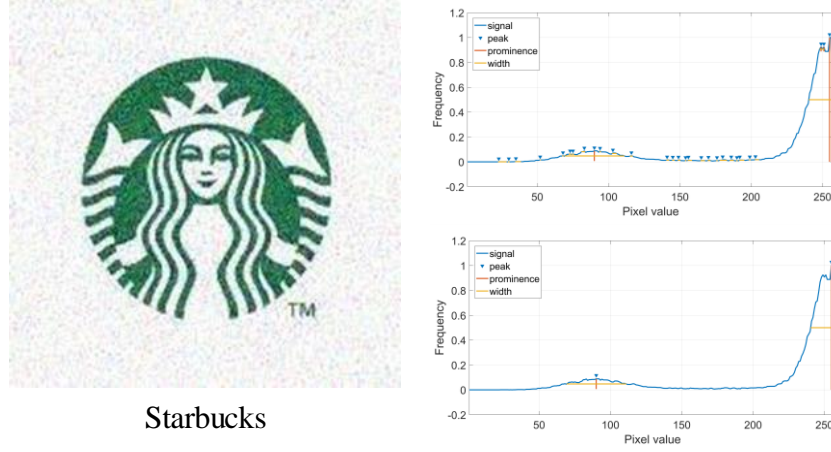 TM
Starbucks
1.2
1
0.8
0.6
0.4
0.2
0
-0.2
Frequency
signal
peak
prominence
width
50
100
150
200
250
Pixel value
1.2
1
0.8
0.6
0.4
0.2
0
-0.2
Frequency
signal
peak
prominence
width
50
100
150
200
250
Pixel value